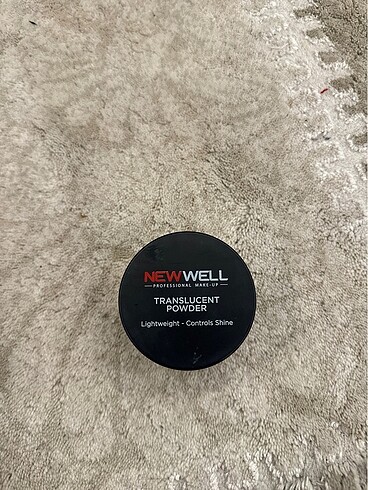 NEWWELL
PROFESSIONAL MAKE-UP
TRANSLUCENT
POWDER
Lightweight - Controls Shine